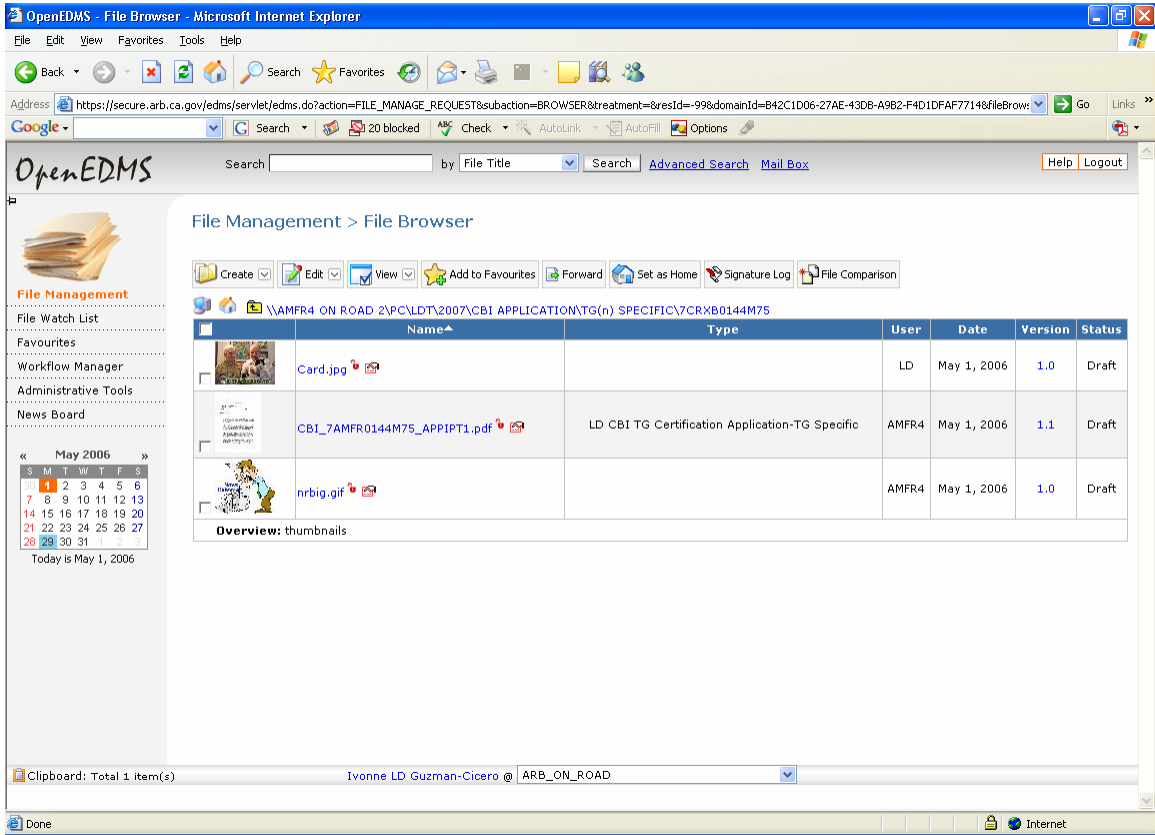 OpenEDMS - File Browser - Microsoft Internet Explorer
File Edit View Favorites Tools Help
Back Search Favorites
Address https://secure.arb.ca.gov/edms/servlet/edms.do?action=FILE_MANAGE_REQUEST&subaction=BROWSER&treatment=&resId=-99&domainId=B42C1D06-27AE-43DB-A9B2-F4D1DFAF7714&fileBrows Go Links »
Google Search 20 blocked ABC Check AutoLink AutoFill Options
OpenEDMS Search by File Title Search Advanced Search Mail Box Help Logout
File Management > File Browser
Create Edit View Add to Favourites Forward Set as Home Signature Log File Comparison
File Management
File Watch List
Favourites
Workflow Manager
Administrative Tools
News Board
« May 2006 »
S M T W T F S
30 1 2 3 4 5 6
7 8 9 10 11 12 13
14 15 16 17 18 19 20
21 22 23 24 25 26 27
28 29 30 31 1 2 3
Today is May 1, 2006
\\AMFR4 ON ROAD 2\PC\LDT\2007\CBI APPLICATION\TG(n) SPECIFIC\7CRXB0144M75
Name Type User Date Version Status
Card.jpg LD May 1, 2006 1.0 Draft
CBI_7AMFR0144M75_APPIPT1.pdf LD CBI TG Certification Application-TG Specific AMFR4 May 1, 2006 1.1 Draft
nrbig.gif AMFR4 May 1, 2006 1.0 Draft
Overview: thumbnails
Clipboard: Total 1 item(s) Ivonne LD Guzman-Cicero @ ARB_ON_ROAD
Done Internet